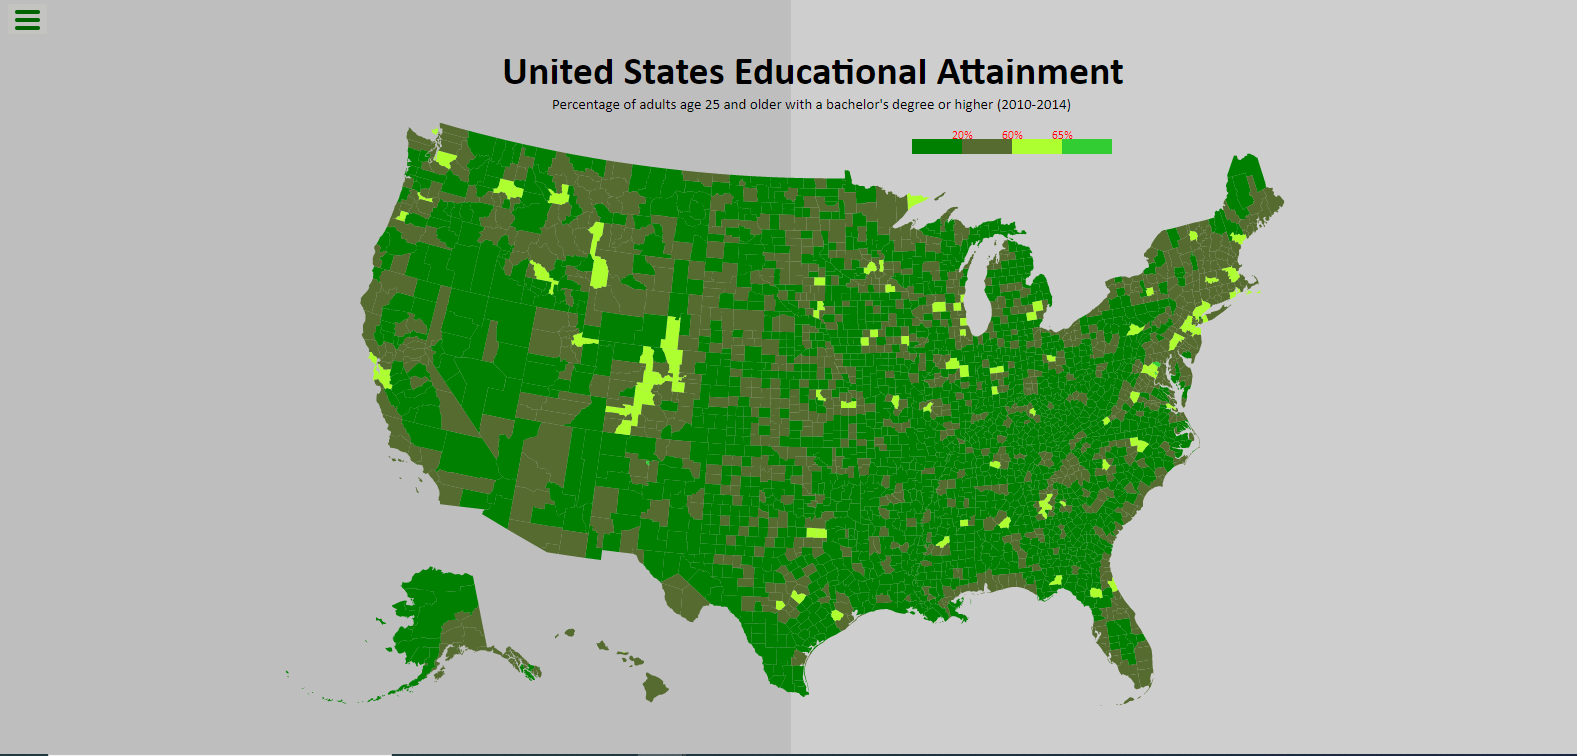 United States Educational Attainment
Percentage of adults age 25 and older with a bachelor's degree or higher (2010-2014)
20% 60% 65%